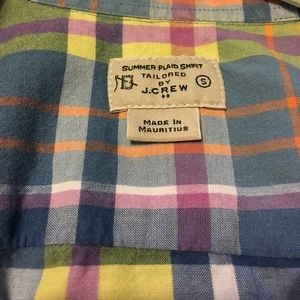 SUMMER PLAID SHIRT
TAILORED
BY
J.CREW
S
MADE IN
MAURITIUS